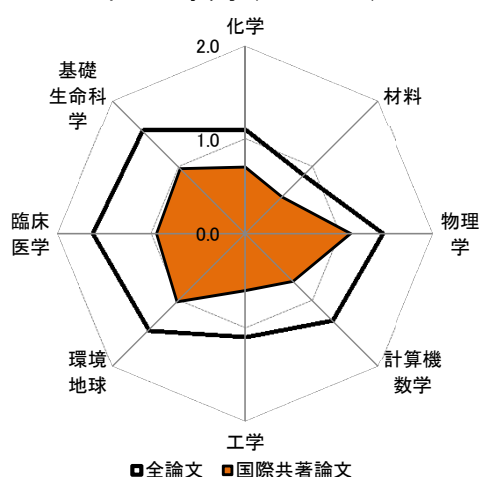 化学
2.0
基礎
生命科
学
材料
1.0
臨床
医学
0.0
物理
学
環境
地球
計算機
数学
工学
全論文 国際共著論文